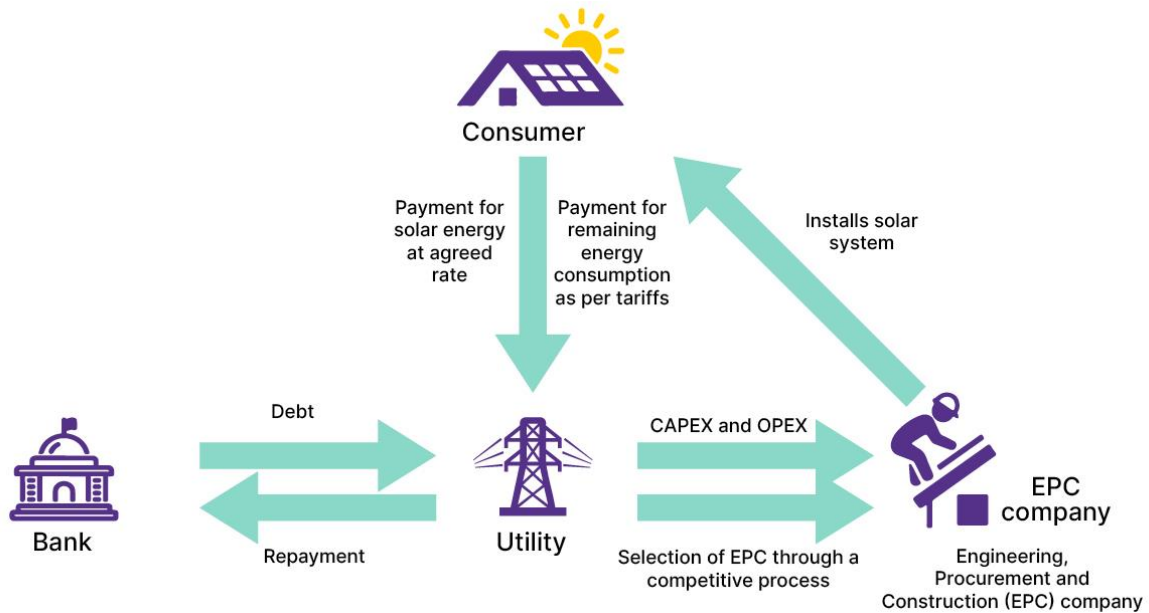 Consumer
Payment for
solar energy
at agreed
rate
Payment for
remaining
energy
consumption
as per tariffs
Installs solar
system
Debt
CAPEX and OPEX
Bank
Repayment
Utility
Selection of EPC through a
competitive process
EPC
company
Engineering,
Procurement and
Construction (EPC) company